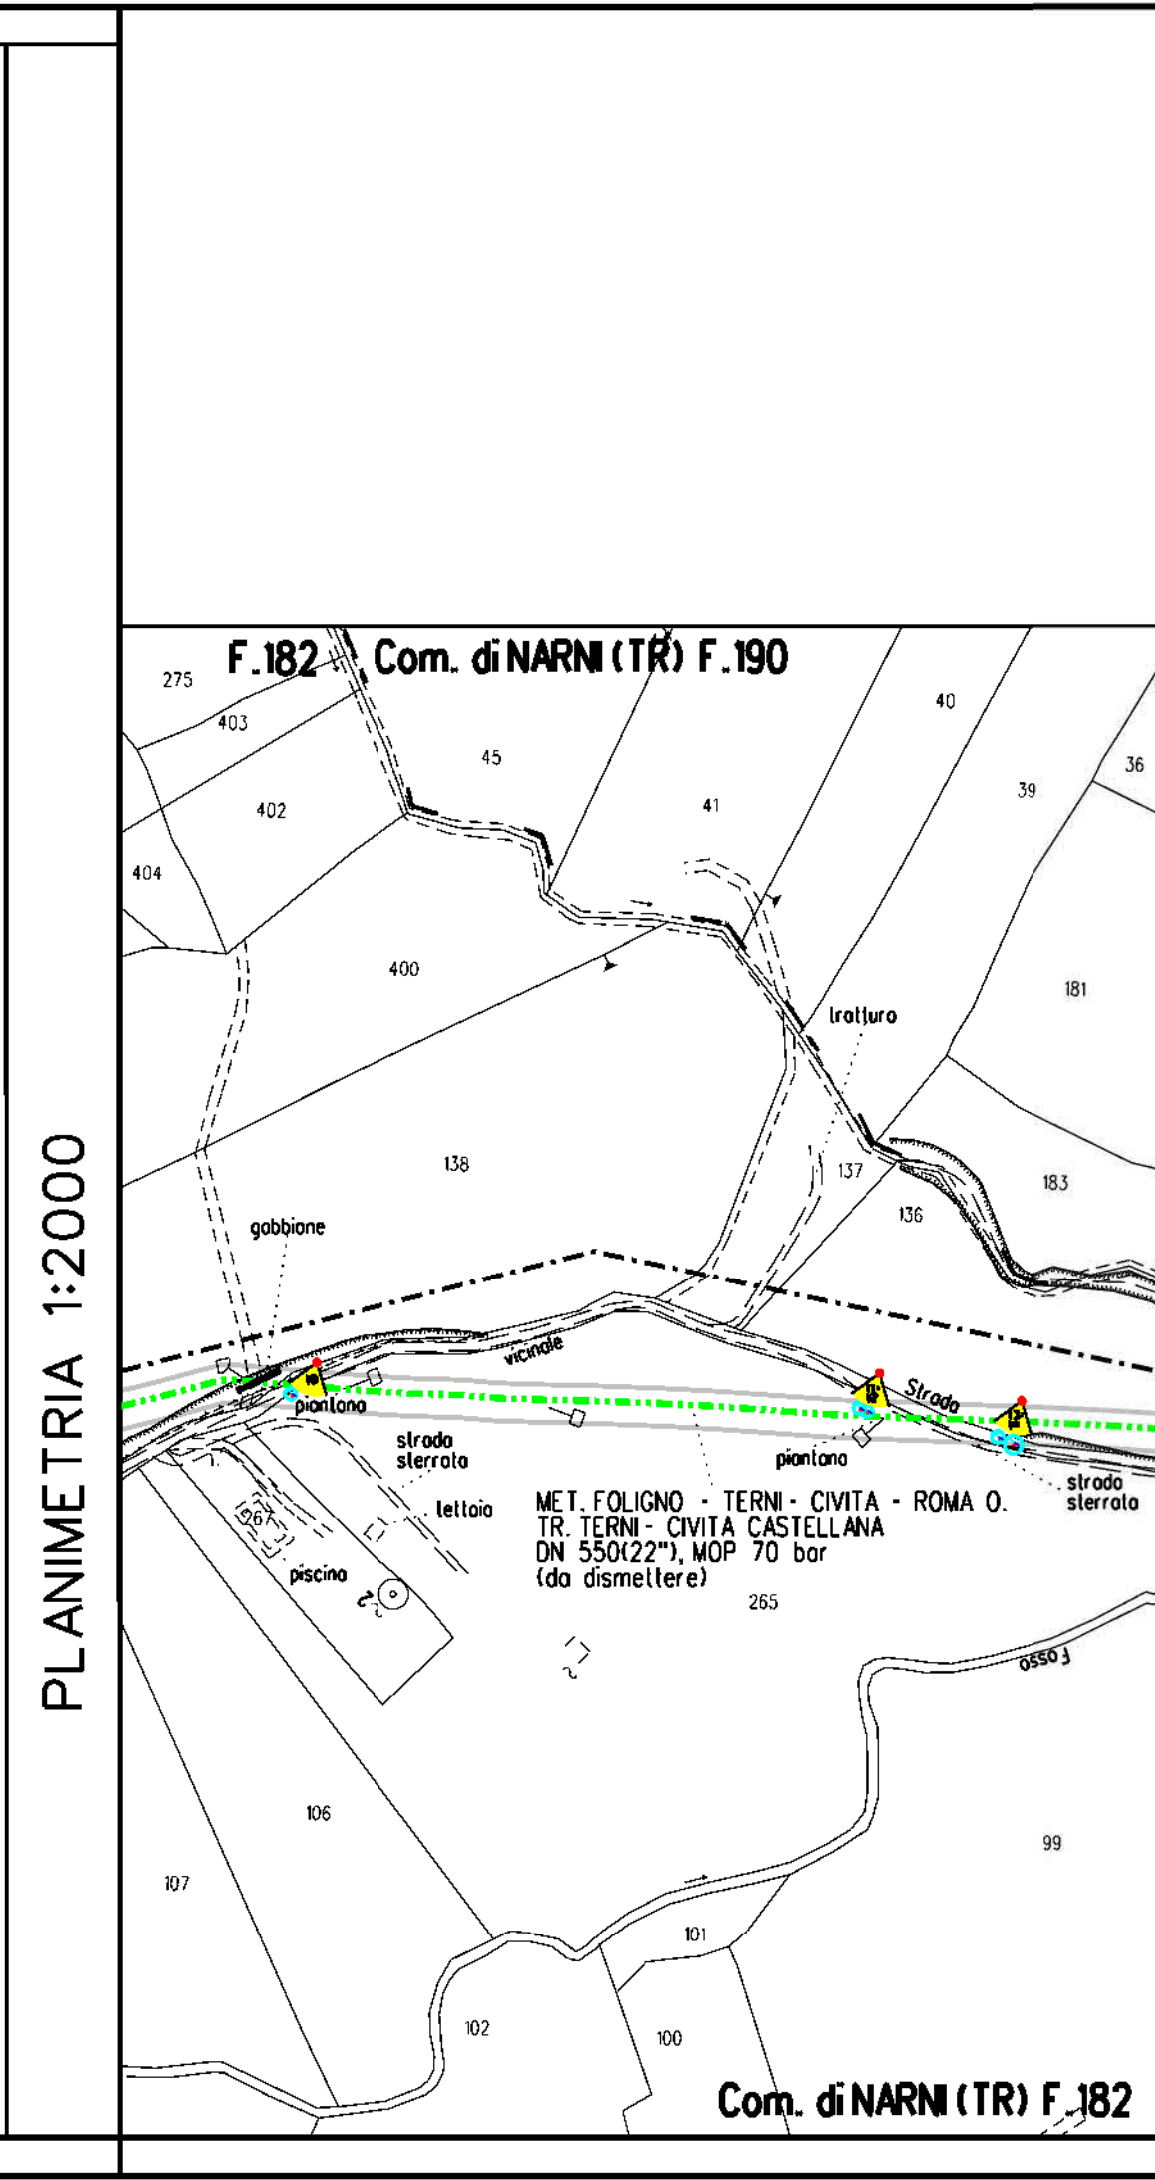 PLANIMETRIA 1:2000
F.182 Com. di NARNI (TR) F.190
275
403
40
45
36
39
402
41
404
400
181
tratturo
138
137
183
136
gabbione
vicinale
Strada
piantana
strada
sterrata
piantana
strada
sterrata
lettoio
267
MET. FOLIGNO - TERNI - CIVITA - ROMA O.
TR. TERNI - CIVITA CASTELLANA
DN 550(22"), MOP 70 bar
(da dismettere)
piscina
265
Fosso
106
99
107
101
102
100
Com. di NARNI (TR) F.182